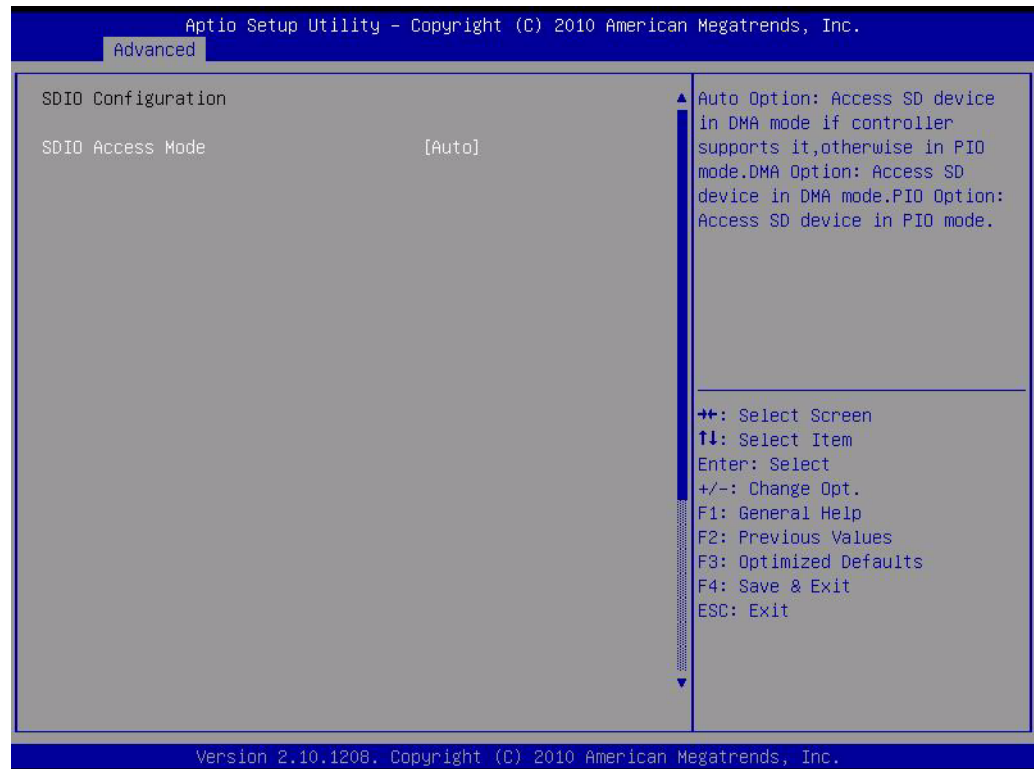 Aptio Setup Utility – Copyright (C) 2010 American Megatrends, Inc.
Advanced
SDIO Configuration
SDIO Access Mode [Auto]
Auto Option: Access SD device
in DMA mode if controller
supports it,otherwise in PIO
mode.DMA Option: Access SD
device in DMA mode.PIO Option:
Access SD device in PIO mode.
→←: Select Screen
↑↓: Select Item
Enter: Select
+/-: Change Opt.
F1: General Help
F2: Previous Values
F3: Optimized Defaults
F4: Save & Exit
ESC: Exit
Version 2.10.1208. Copyright (C) 2010 American Megatrends, Inc.